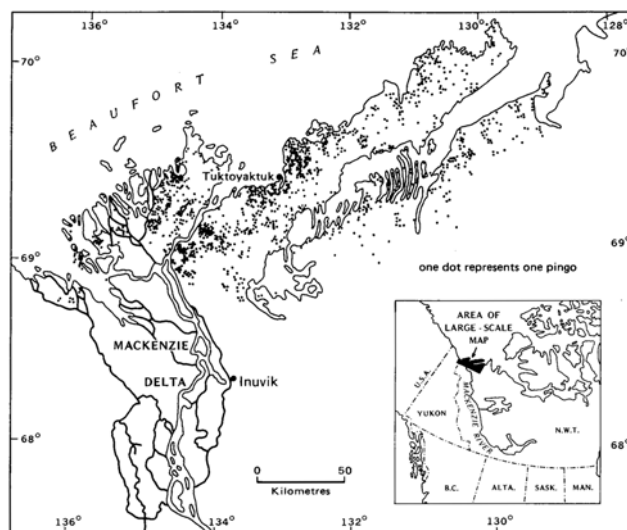 136°
134°
132°
130°
128°
70°
70°
BEAUFORT SEA
Tuktoyaktuk
69°
69°
one dot represents one pingo
MACKENZIE
DELTA
Inuvik
AREA OF
LARGE-SCALE
MAP
U.S.A.
YUKON
MACKENZIE RIVER
N.W.T.
B.C.
ALTA.
SASK.
MAN.
68°
68°
0
50
Kilometres
136°
134°
132°
130°